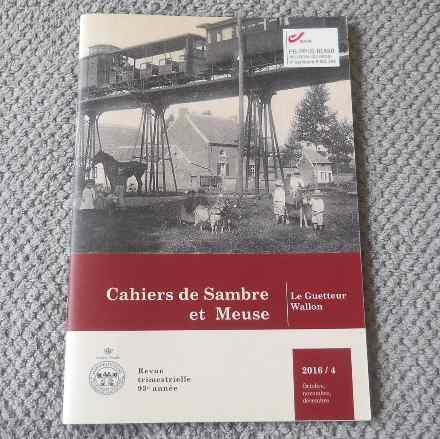 Cahiers de Sambre
et Meuse
Le Guetteur
Wallon
Revue
trimestrielle
93e année
2016 / 4
Octobre,
novembre,
décembre